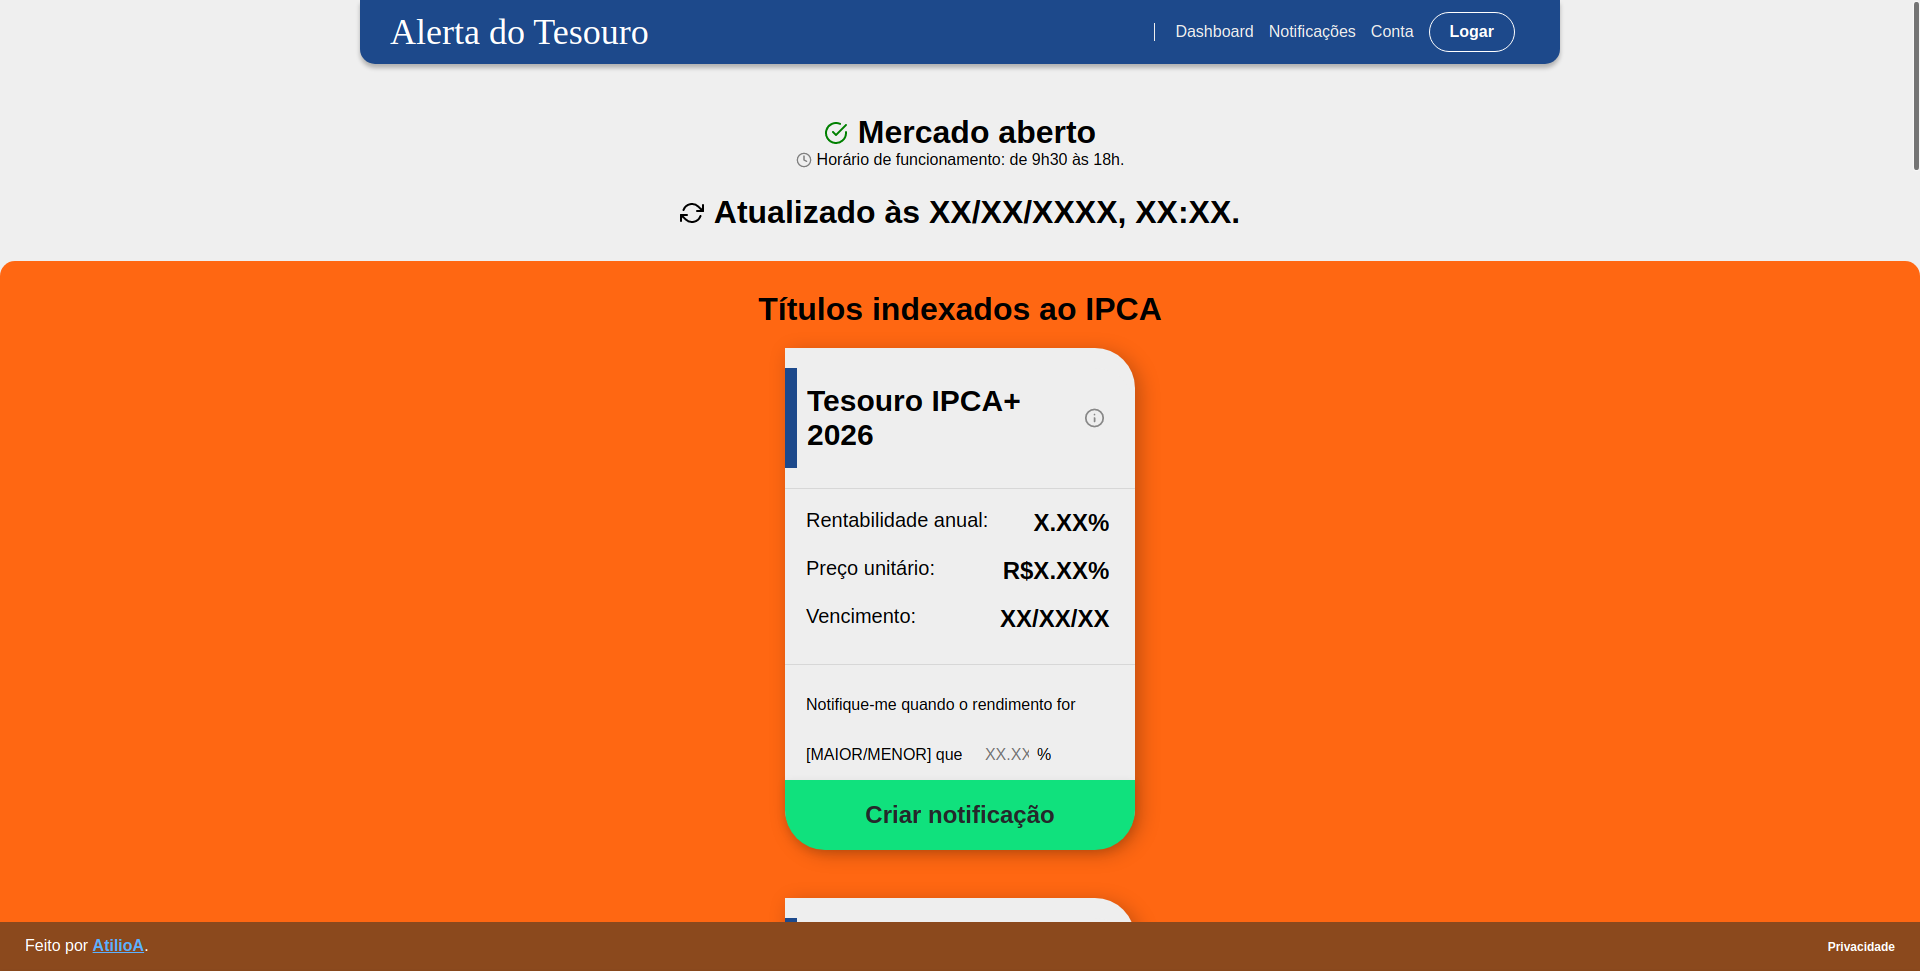 Alerta do Tesouro
Dashboard Notificações Conta Logar
Mercado aberto
Horário de funcionamento: de 9h30 às 18h.
Atualizado às XX/XX/XXXX, XX:XX.
Títulos indexados ao IPCA
Tesouro IPCA+
2026
Rentabilidade anual: X.XX%
Preço unitário: R$X.XX%
Vencimento: XX/XX/XX
Notifique-me quando o rendimento for
[MAIOR/MENOR] que XX.XX %
Criar notificação
Feito por AtilioA.
Privacidade